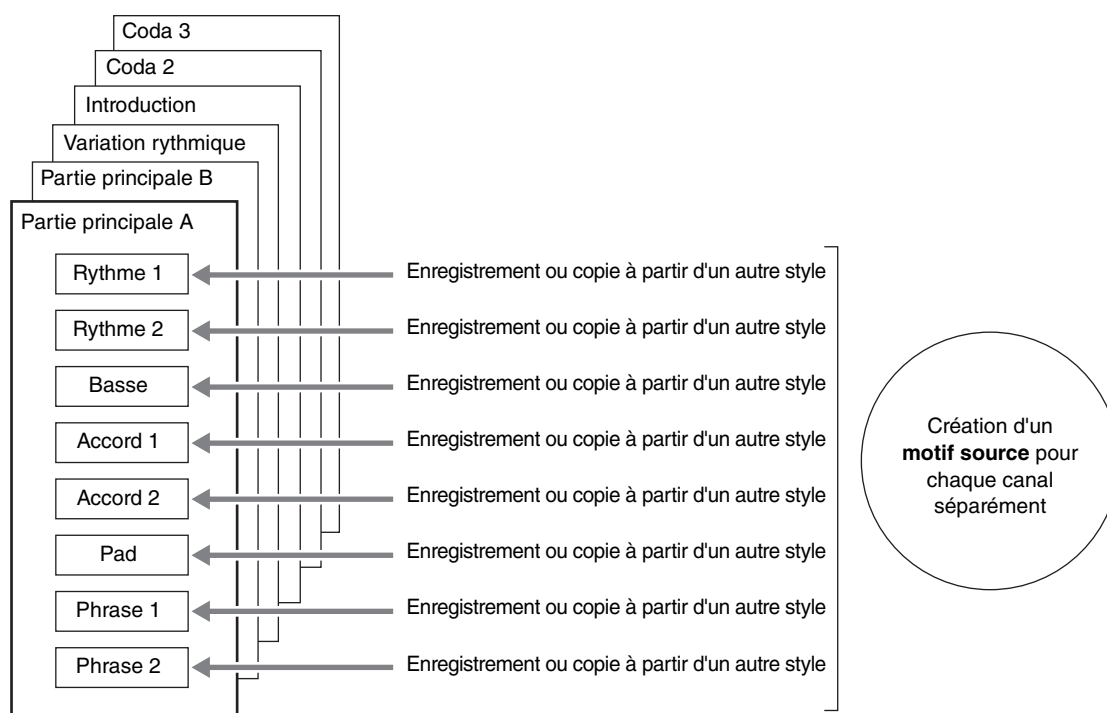 Coda 3
Coda 2
Introduction
Variation rythmique
Partie principale B
Partie principale A
Rythme 1
Enregistrement ou copie à partir d'un autre style
Rythme 2
Enregistrement ou copie à partir d'un autre style
Basse
Enregistrement ou copie à partir d'un autre style
Accord 1
Enregistrement ou copie à partir d'un autre style
Accord 2
Enregistrement ou copie à partir d'un autre style
Pad
Enregistrement ou copie à partir d'un autre style
Phrase 1
Enregistrement ou copie à partir d'un autre style
Phrase 2
Enregistrement ou copie à partir d'un autre style
Création d'un
motif source pour
chaque canal
séparément